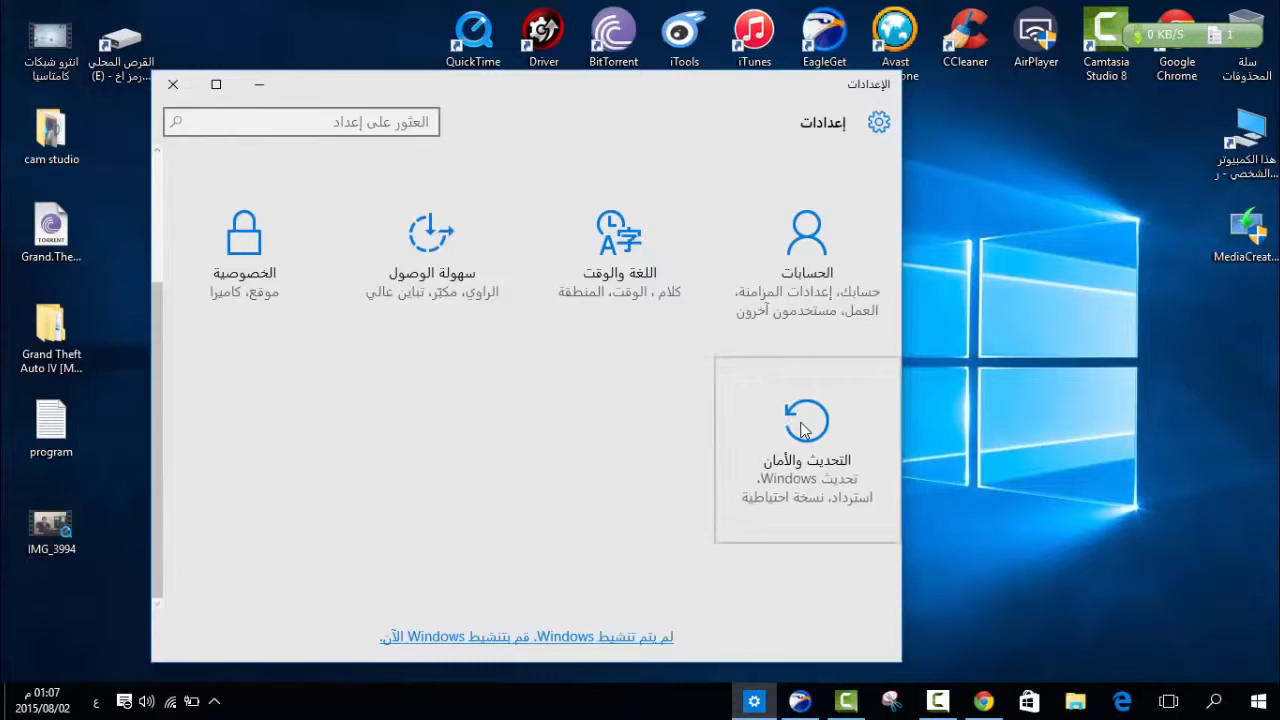 انترو شبكات
كامتاسيا
القرص المحلي
رمز اخ - (E)...
QuickTime
Driver
BitTorrent
iTools
iTunes
EagleGet
Avast
CCleaner
AirPlayer
Camtasia
Studio 8
Google
Chrome
سلة
المحذوفات
0 KB/S
1
cam studio
TORRENT
Grand.The...
Grand Theft
Auto IV [M...
program
IMG_3994
هذا الكمبيوتر
الشخصي - ر...
MediaCreat...
الإعدادات
إعدادات
العثور على إعداد
الحسابات
حسابك، إعدادات المزامنة،
العمل، مستخدمون آخرون
اللغة والوقت
كلام ، الوقت، المنطقة
سهولة الوصول
الراوي، مكبّر، تباين عالي
الخصوصية
موقع، كاميرا
التحديث والأمان
تحديث Windows،
استرداد، نسخة احتياطية
لم يتم تنشيط Windows. قم بتنشيط Windows الآن.
01:07 م
2015/08/02
ع